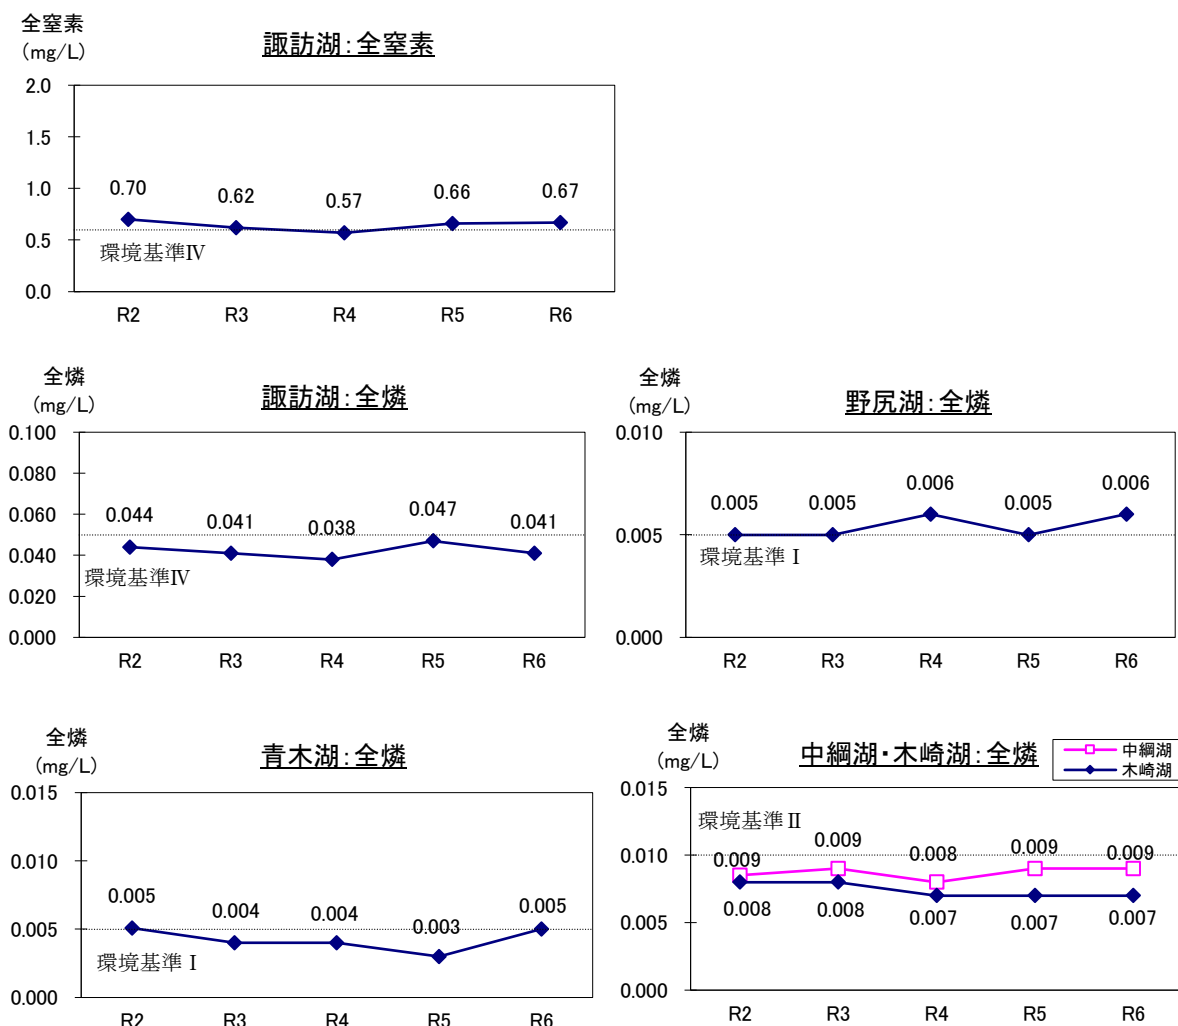 全窒素
(mg/L)
諏訪湖:全窒素
2.0
1.5
1.0
0.5
0.0
0.70
0.62
0.57
0.66
0.67
環境基準Ⅳ
R2
R3
R4
R5
R6
全燐
(mg/L)
諏訪湖:全燐
0.100
0.080
0.060
0.040
0.020
0.000
0.044
0.041
0.038
0.047
0.041
環境基準Ⅳ
R2
R3
R4
R5
R6
全燐
(mg/L)
野尻湖:全燐
0.010
0.005
0.000
0.005
0.005
0.006
0.005
0.006
環境基準Ⅰ
R2
R3
R4
R5
R6
全燐
(mg/L)
青木湖:全燐
0.015
0.010
0.005
0.000
0.005
0.004
0.004
0.003
0.005
環境基準Ⅰ
R2
R3
R4
R5
R6
全燐
(mg/L)
中綱湖・木崎湖:全燐
中綱湖
木崎湖
0.015
0.010
0.005
0.000
環境基準Ⅱ
0.009
0.009
0.008
0.009
0.009
0.008
0.008
0.007
0.007
0.007
R2
R3
R4
R5
R6